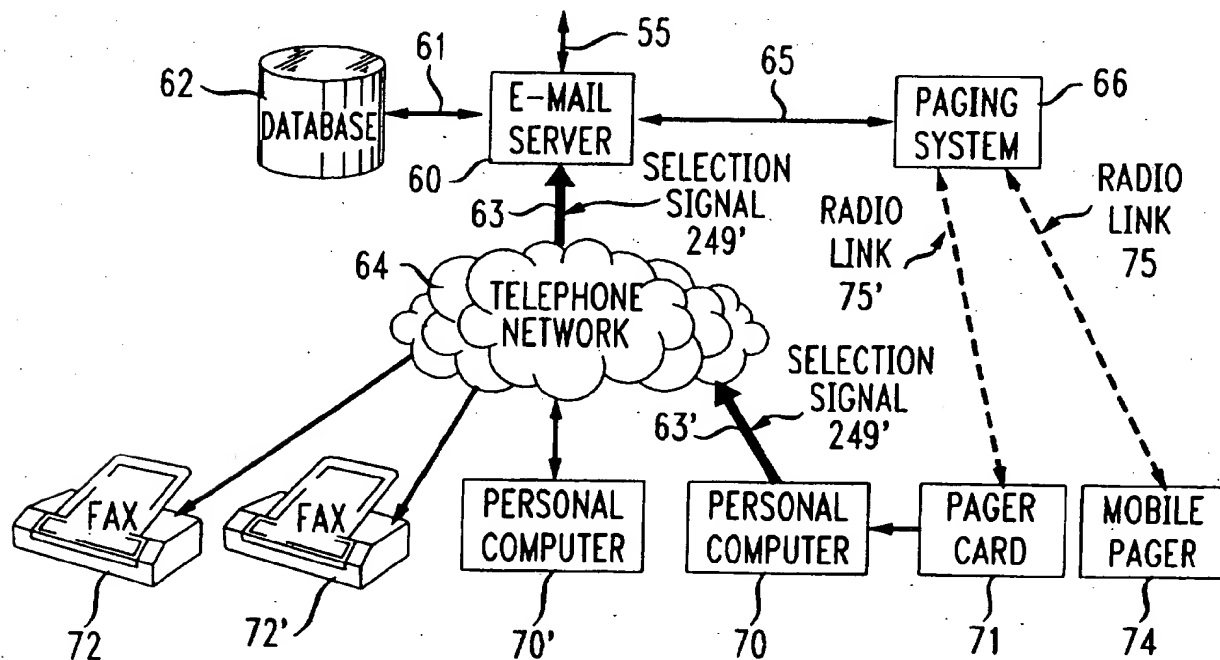 55
61
62
DATABASE
E-MAIL
SERVER
60
65
66
PAGING
SYSTEM
63
SELECTION
SIGNAL
249'
RADIO
LINK
75'
RADIO
LINK
75
64
TELEPHONE
NETWORK
63'
SELECTION
SIGNAL
249'
FAX
FAX
PERSONAL
COMPUTER
PERSONAL
COMPUTER
PAGER
CARD
MOBILE
PAGER
72
72'
70'
70
71
74